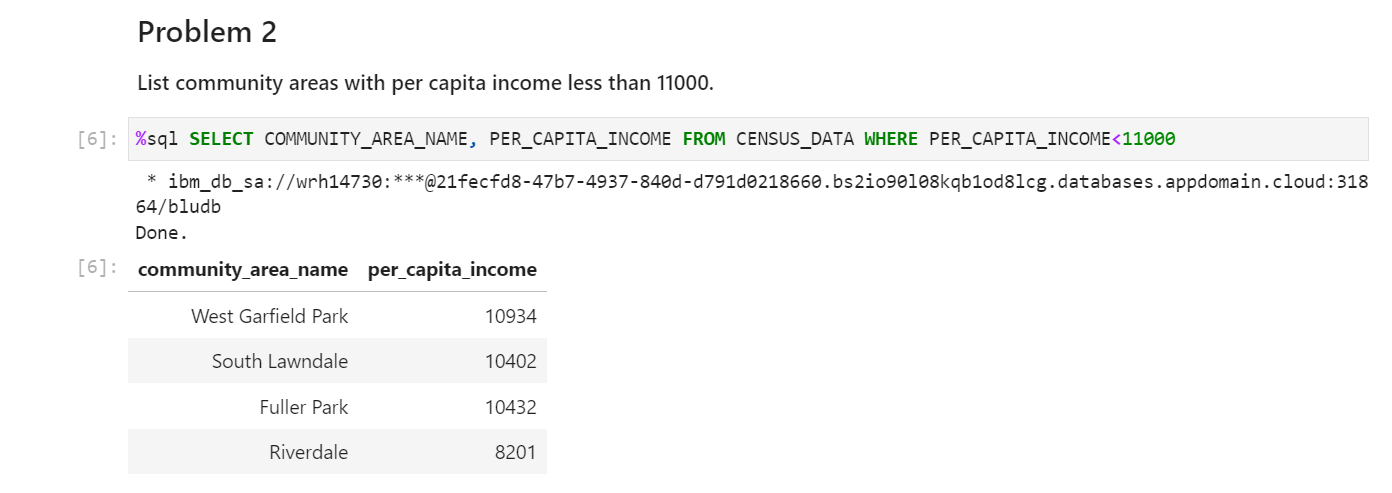 Problem 2
List community areas with per capita income less than 11000.
[6]: %sql SELECT COMMUNITY_AREA_NAME, PER_CAPITA_INCOME FROM CENSUS_DATA WHERE PER_CAPITA_INCOME<11000
* ibm_db_sa://wrh14730:***@21fecfd8-47b7-4937-840d-d791d0218660.bs2io90l08kqb1od8lcg.databases.appdomain.cloud:318
64/bludb
Done.
[6]: community_area_name per_capita_income
West Garfield Park 10934
South Lawndale 10402
Fuller Park 10432
Riverdale 8201